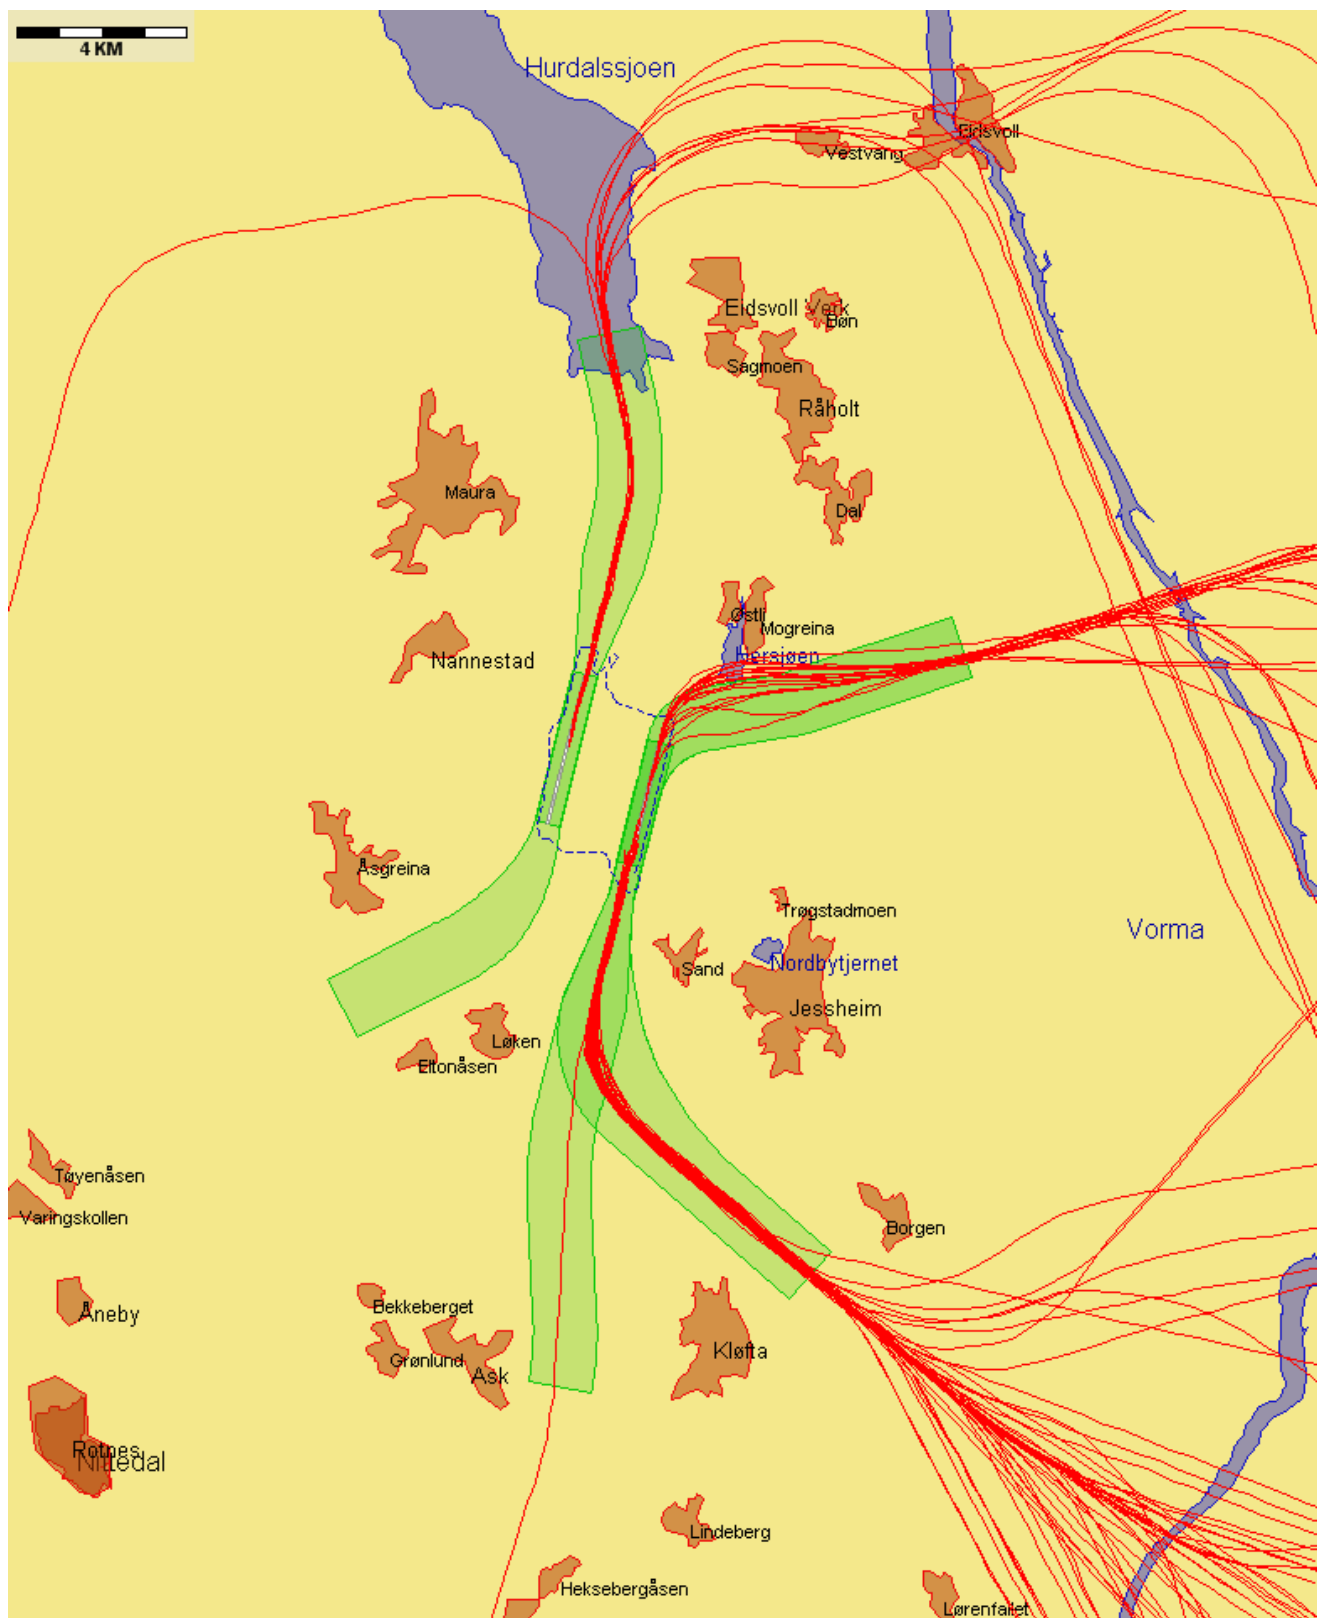 4 KM
Hurdalssjoen
Eidsvoll
Vestvang
Eidsvoll Verk
Bøn
Sagmoen
Råholt
Maura
Dal
Østli
Mogreina
Nannestad
Hersjøen
Åsgreina
Trøgstadmoen
Vorma
Sand
Nordbytjernet
Jessheim
Løken
Eltonåsen
Tøyenåsen
Varingskollen
Borgen
Åneby
Bekkeberget
Grønlund
Ask
Kløfta
Rotnes
Nittedal
Lindeberg
Heksebergåsen
Lørenfallet